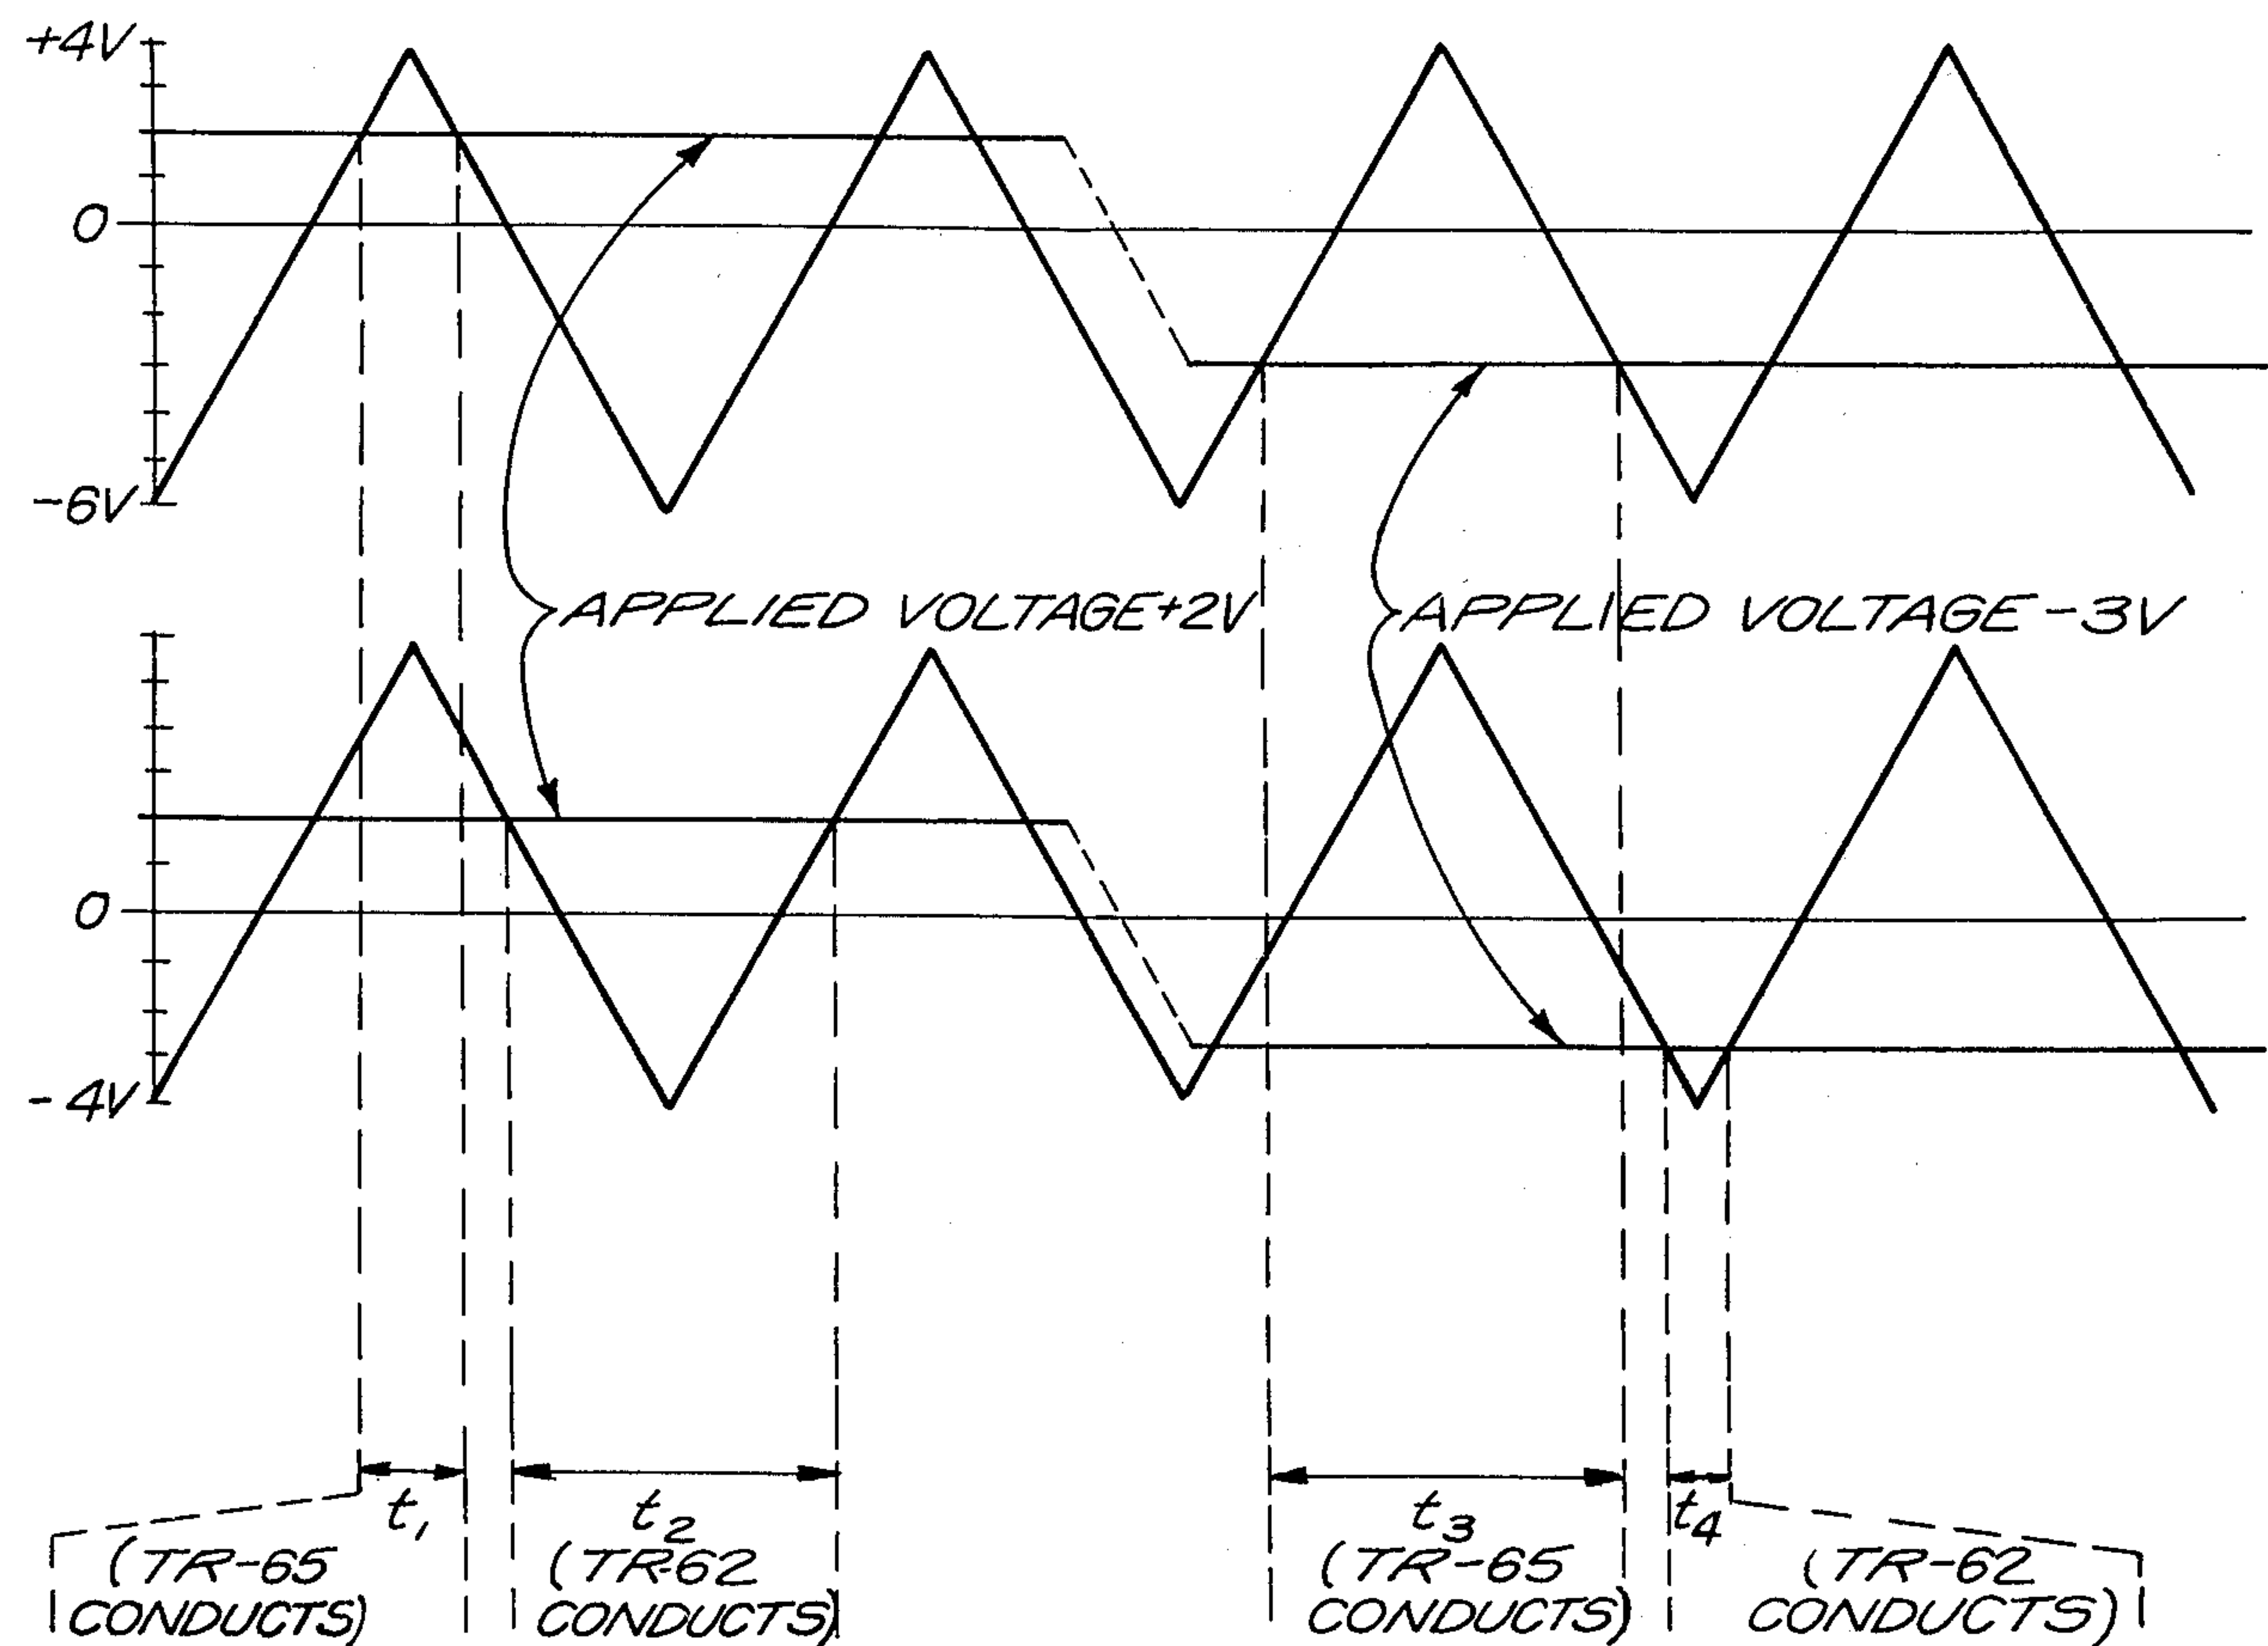 +4V
0
-6V
APPLIED VOLTAGE+2V
APPLIED VOLTAGE-3V
0
-4V
t₁
t₂
t₃
t₄
(TR-65
CONDUCTS)
(TR-62
CONDUCTS)
(TR-65
CONDUCTS)
(TR-62
CONDUCTS)